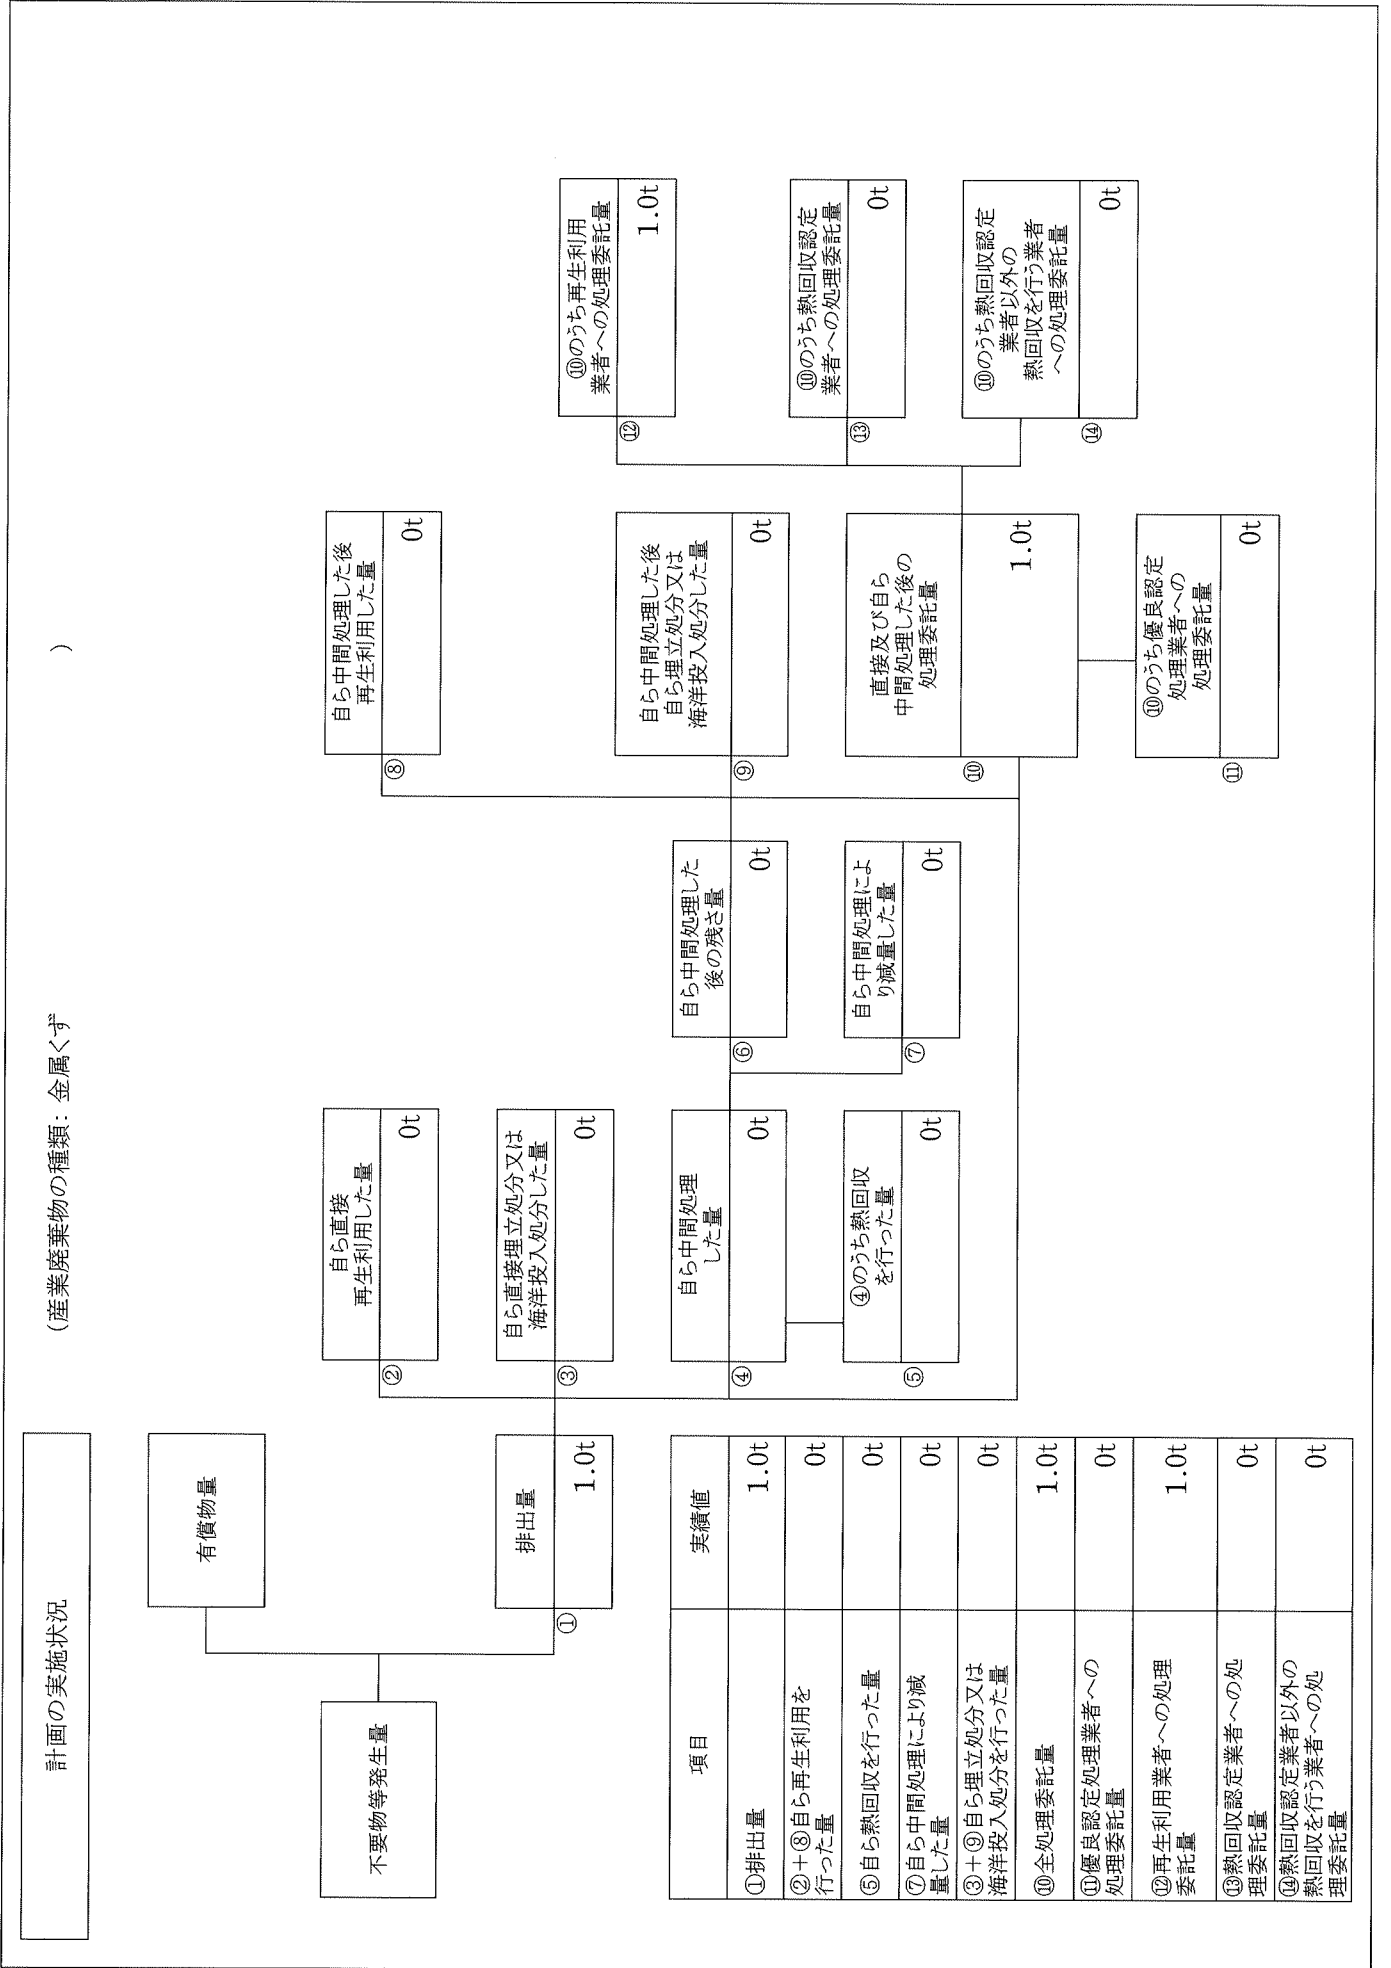 計画の実施状況
(産業廃棄物の種類：金属くず )
有償物量
不要物等発生量
①
排出量
1.0t
②
自ら直接
再生利用した量
0t
③
自ら直接埋立処分又は
海洋投入処分した量
0t
④
自ら中間処理
した量
0t
⑤
④のうち熱回収
を行った量
0t
⑥
自ら中間処理した
後の残さ量
0t
⑦
自ら中間処理によ
り減量した量
0t
⑧
自ら中間処理した後
再生利用した量
0t
⑨
自ら中間処理した後
自ら埋立処分又は
海洋投入処分した量
0t
⑩
直接及び自ら
中間処理した後の
処理委託量
1.0t
⑪
⑩のうち優良認定
処理業者への
処理委託量
0t
⑫
⑩のうち再生利用
業者への処理委託量
1.0t
⑬
⑩のうち熱回収認定
業者への処理委託量
0t
⑭
⑩のうち熱回収認定
業者以外の
熱回収を行う業者
への処理委託量
0t
項目 実績値
①排出量 1.0t
②＋⑧自ら再生利用を
行った量 0t
⑤自ら熱回収を行った量 0t
⑦自ら中間処理により減
量した量 0t
③＋⑨自ら埋立処分又は
海洋投入処分を行った量 0t
⑩全処理委託量 1.0t
⑪優良認定処理業者への
処理委託量 0t
⑫再生利用業者への処理
委託量 1.0t
⑬熱回収認定業者への処
理委託量 0t
⑭熱回収認定業者以外の
熱回収を行う業者への処
理委託量 0t